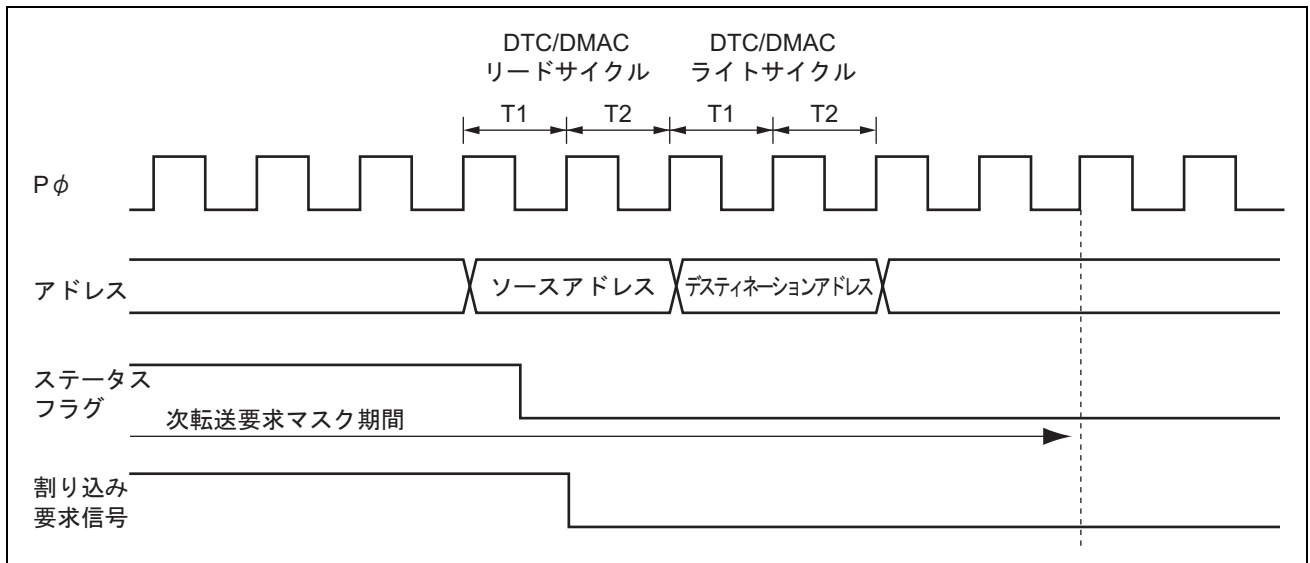 DTC/DMAC
リードサイクル
DTC/DMAC
ライトサイクル
T1
T2
T1
T2
Pφ
アドレス
ソースアドレス
デスティネーションアドレス
ステータス
フラグ
次転送要求マスク期間
割り込み
要求信号